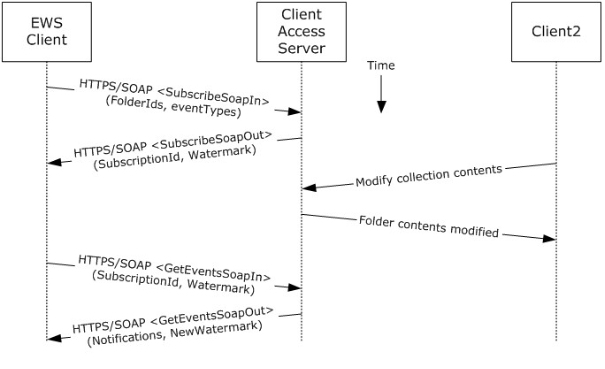 EWS
Client
Client
Access
Server
Client2
Time
HTTPS/SOAP <SubscribeSoapIn>
(FolderIds, eventTypes)
HTTPS/SOAP <SubscribeSoapOut>
(SubscriptionId, Watermark)
Modify collection contents
Folder contents modified
HTTPS/SOAP <GetEventsSoapIn>
(SubscriptionId, Watermark)
HTTPS/SOAP <GetEventsSoapOut>
(Notifications, NewWatermark)